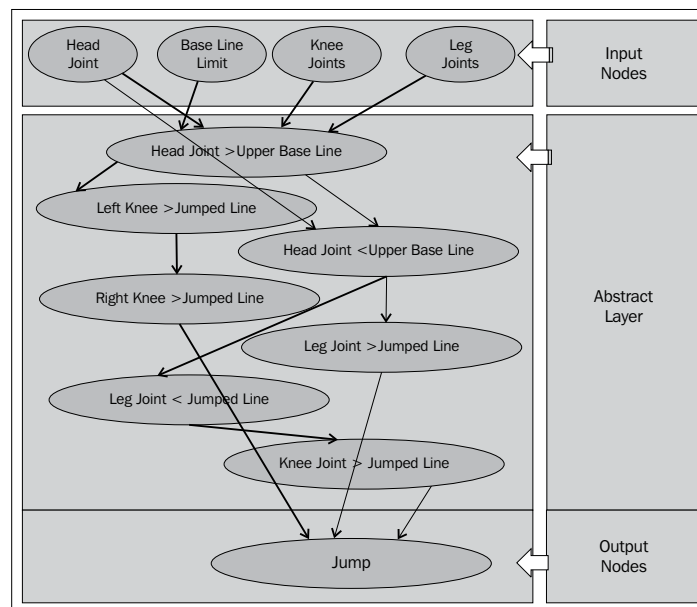 Head
Joint
Base Line
Limit
Knee
Joints
Leg
Joints
Input
Nodes
Head Joint >Upper Base Line
Left Knee >Jumped Line
Head Joint <Upper Base Line
Right Knee >Jumped Line
Abstract
Layer
Leg Joint >Jumped Line
Leg Joint < Jumped Line
Knee Joint > Jumped Line
Jump
Output
Nodes